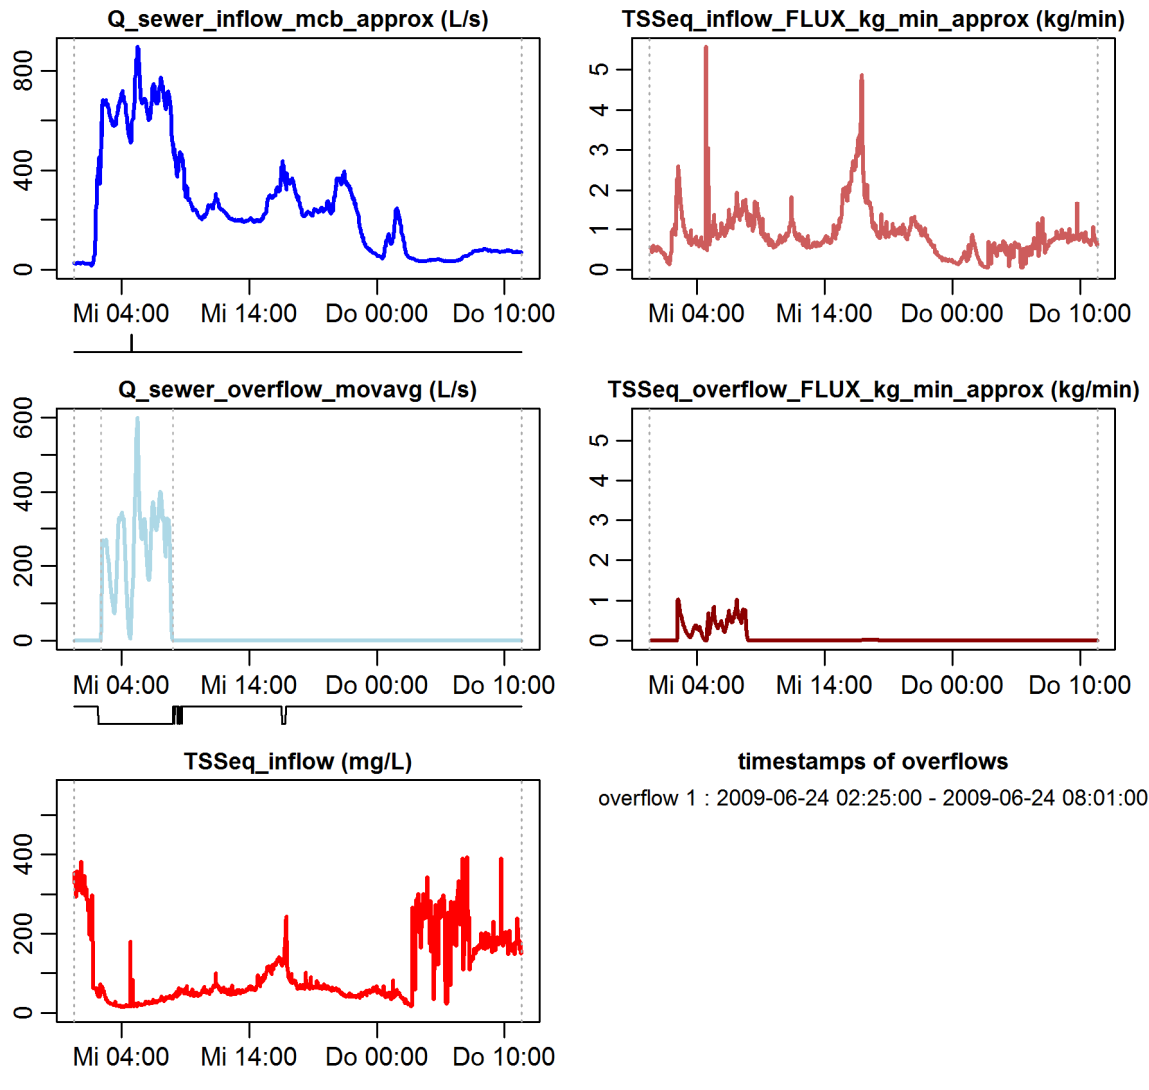 Q_sewer_inflow_mcb_approx (L/s)
0
400
800
Mi 04:00
Mi 14:00
Do 00:00
Do 10:00
TSSeq_inflow_FLUX_kg_min_approx (kg/min)
0
1
2
3
4
5
Mi 04:00
Mi 14:00
Do 00:00
Do 10:00
Q_sewer_overflow_movavg (L/s)
0
200
400
600
Mi 04:00
Mi 14:00
Do 00:00
Do 10:00
TSSeq_overflow_FLUX_kg_min_approx (kg/min)
0
1
2
3
4
5
Mi 04:00
Mi 14:00
Do 00:00
Do 10:00
TSSeq_inflow (mg/L)
0
200
400
Mi 04:00
Mi 14:00
Do 00:00
Do 10:00
timestamps of overflows
overflow 1 : 2009-06-24 02:25:00 - 2009-06-24 08:01:00